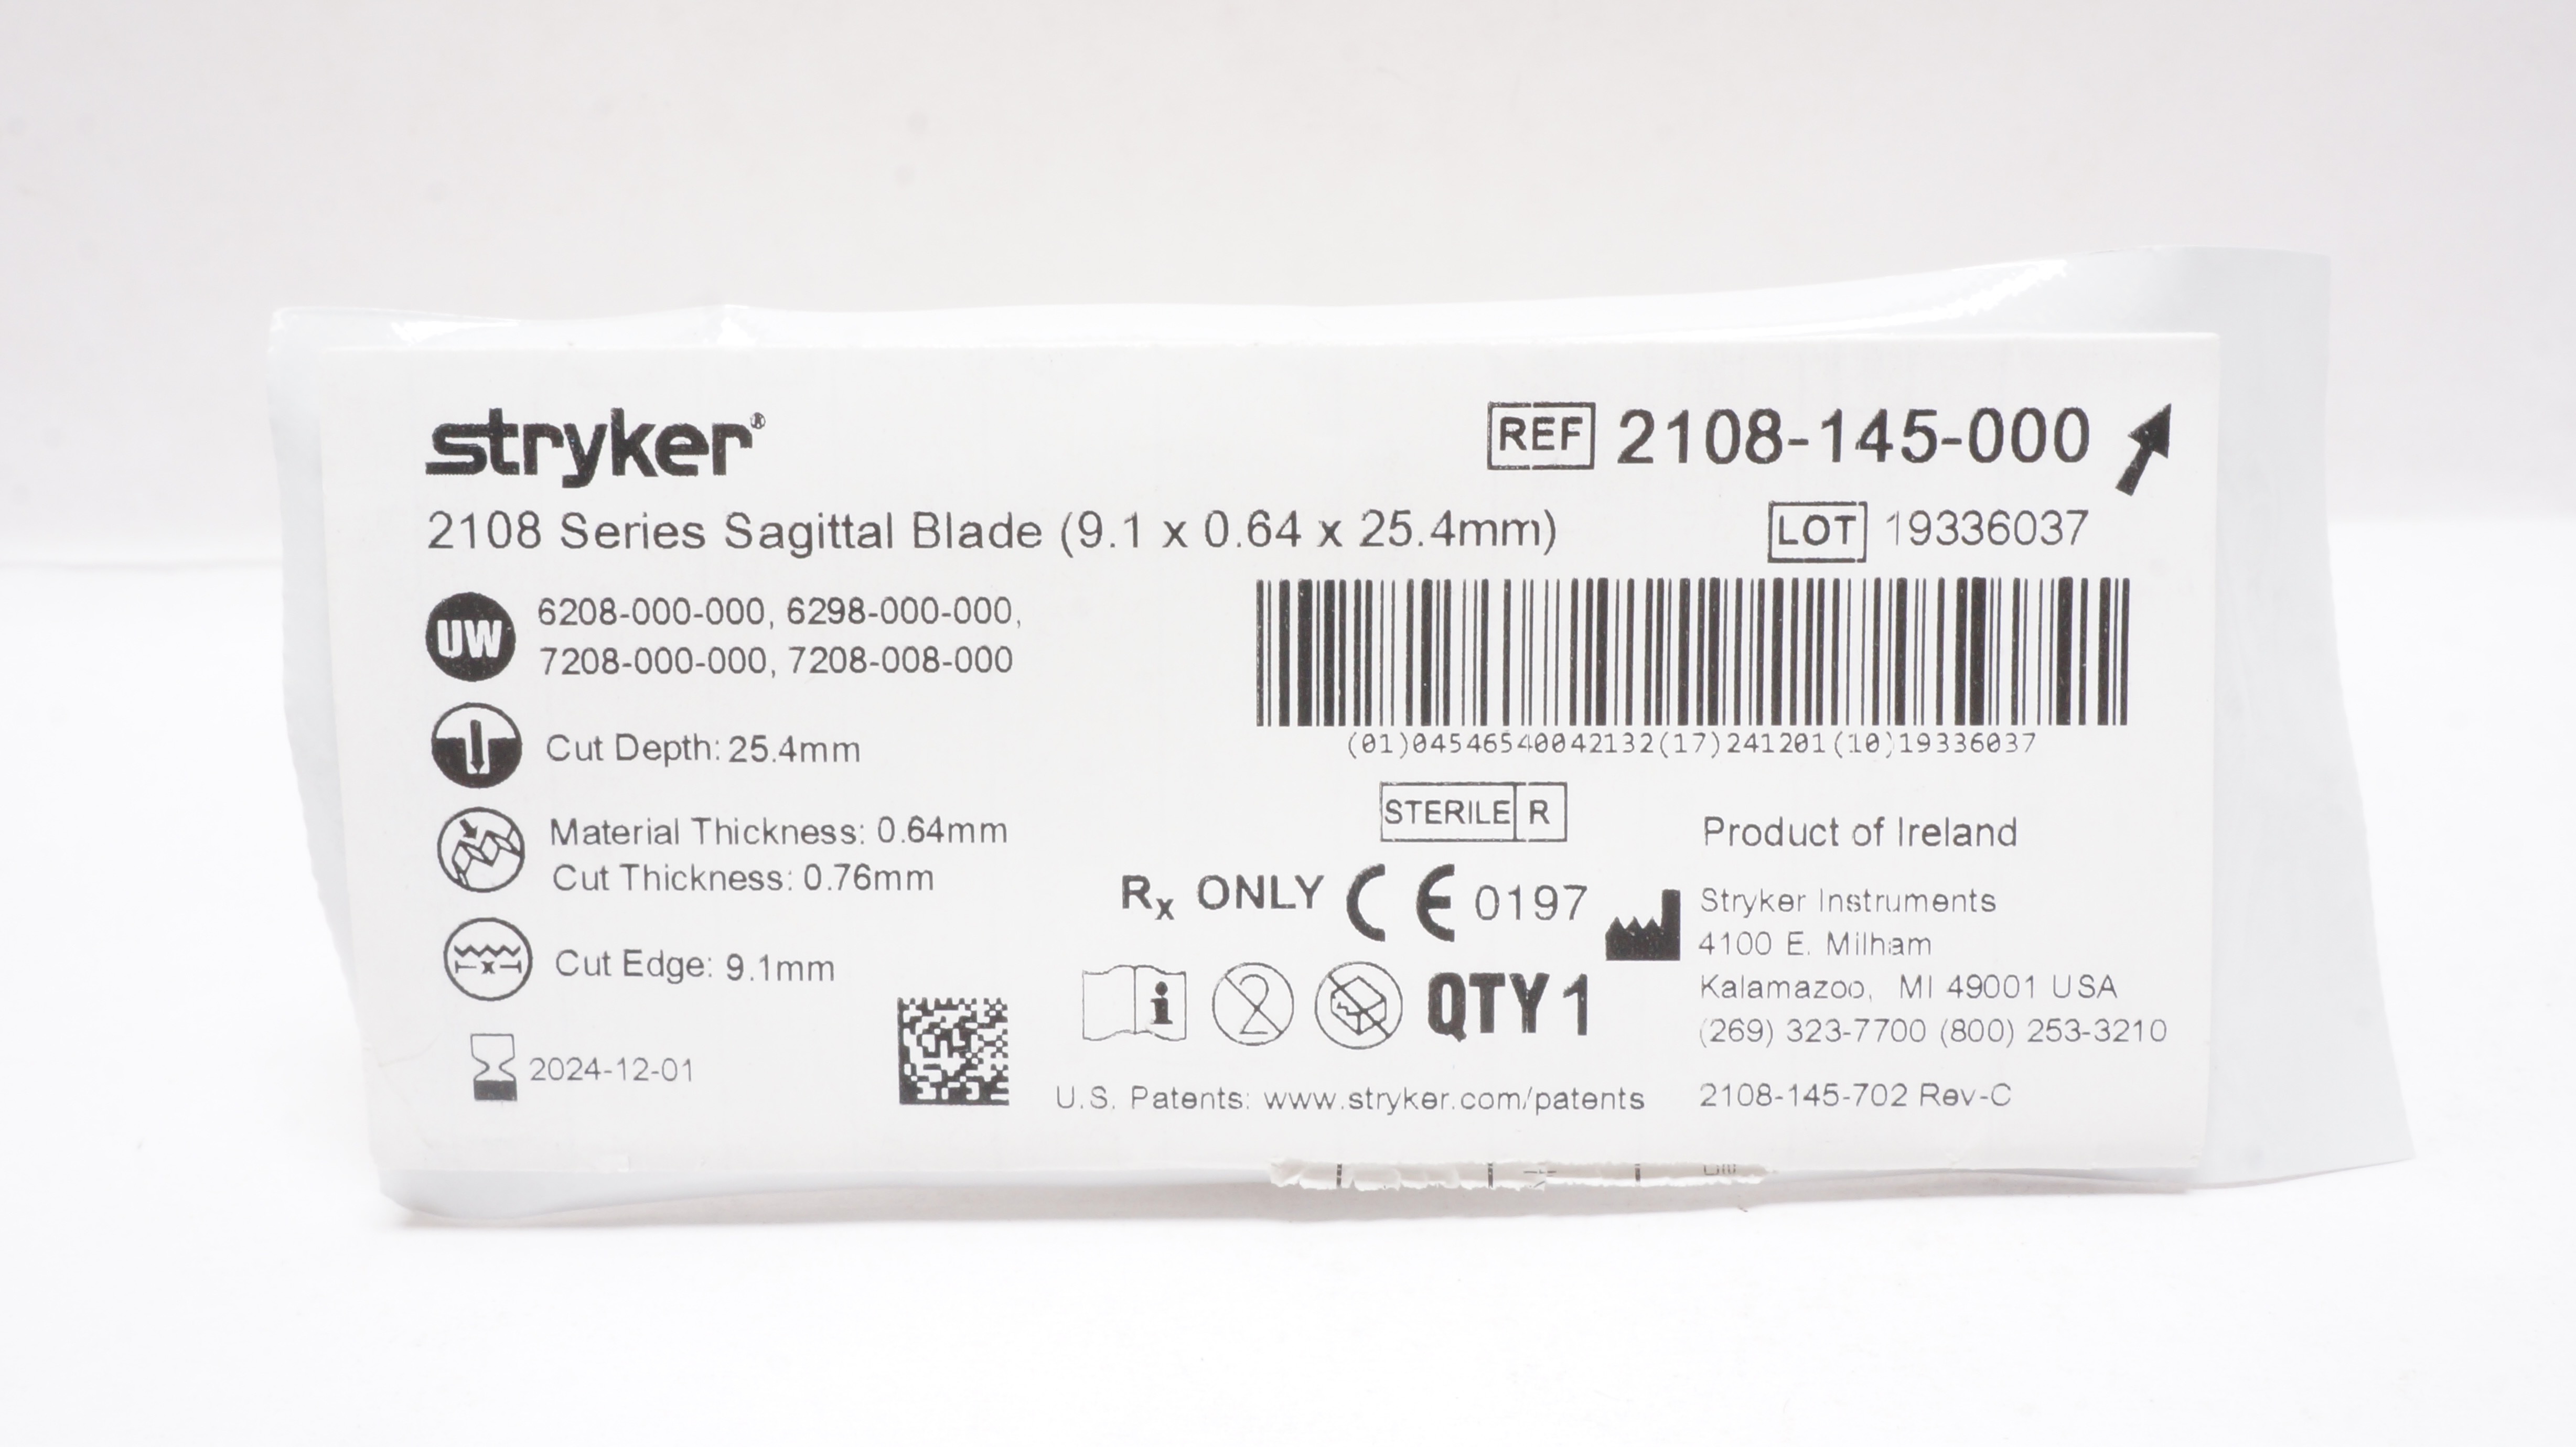 stryker®
REF 2108-145-000
2108 Series Sagittal Blade (9.1 x 0.64 x 25.4mm)
LOT 19336037
UW 6208-000-000, 6298-000-000,
7208-000-000, 7208-008-000
(01)04546540042132(17)241201(10)19336037
Cut Depth: 25.4mm
STERILE R
Material Thickness: 0.64mm
Cut Thickness: 0.76mm
Product of Ireland
Rx ONLY CE 0197
Stryker Instruments
4100 E. Milham
Kalamazoo, MI 49001 USA
(269) 323-7700 (800) 253-3210
Cut Edge: 9.1mm
x
i 2 QTY 1
2024-12-01
U.S. Patents: www.stryker.com/patents
2108-145-702 Rev-C